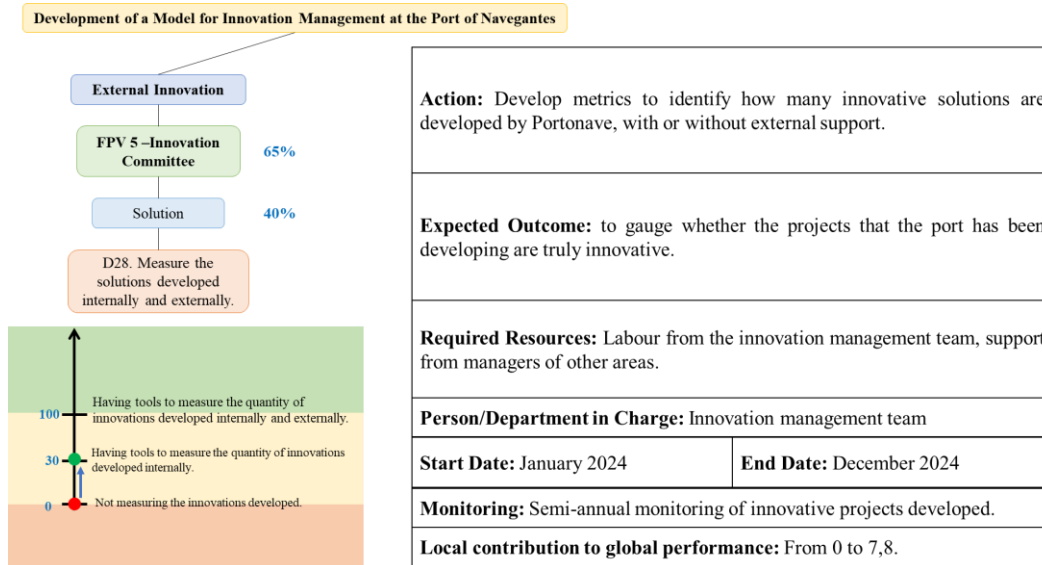 Development of a Model for Innovation Management at the Port of Navegantes
External Innovation
FPV 5 –Innovation
Committee
65%
Solution
40%
D28. Measure the
solutions developed
internally and externally.
100
Having tools to measure the quantity of
innovations developed internally and externally.
30
Having tools to measure the quantity of innovations
developed internally.
0
Not measuring the innovations developed.
Action: Develop metrics to identify how many innovative solutions are
developed by Portonave, with or without external support.
Expected Outcome: to gauge whether the projects that the port has been
developing are truly innovative.
Required Resources: Labour from the innovation management team, support
from managers of other areas.
Person/Department in Charge: Innovation management team
Start Date: January 2024
End Date: December 2024
Monitoring: Semi-annual monitoring of innovative projects developed.
Local contribution to global performance: From 0 to 7,8.